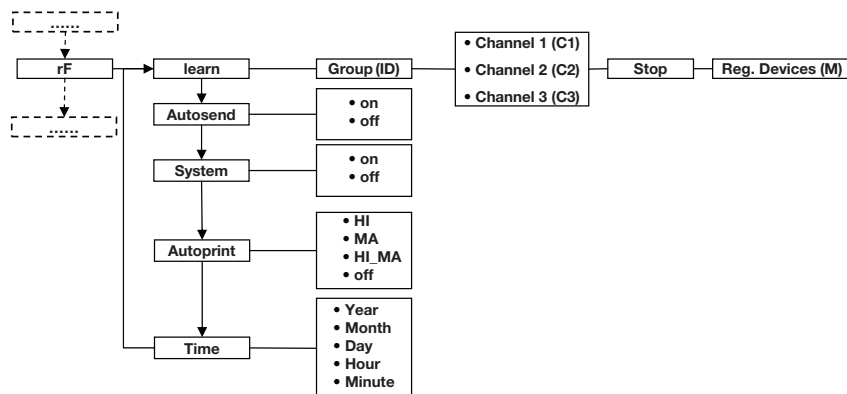 ......
rF
......
learn
Group (ID)
• Channel 1 (C1)
• Channel 2 (C2)
• Channel 3 (C3)
Stop
Reg. Devices (M)
Autosend
• on
• off
System
• on
• off
Autoprint
• HI
• MA
• HI_MA
• off
Time
• Year
• Month
• Day
• Hour
• Minute